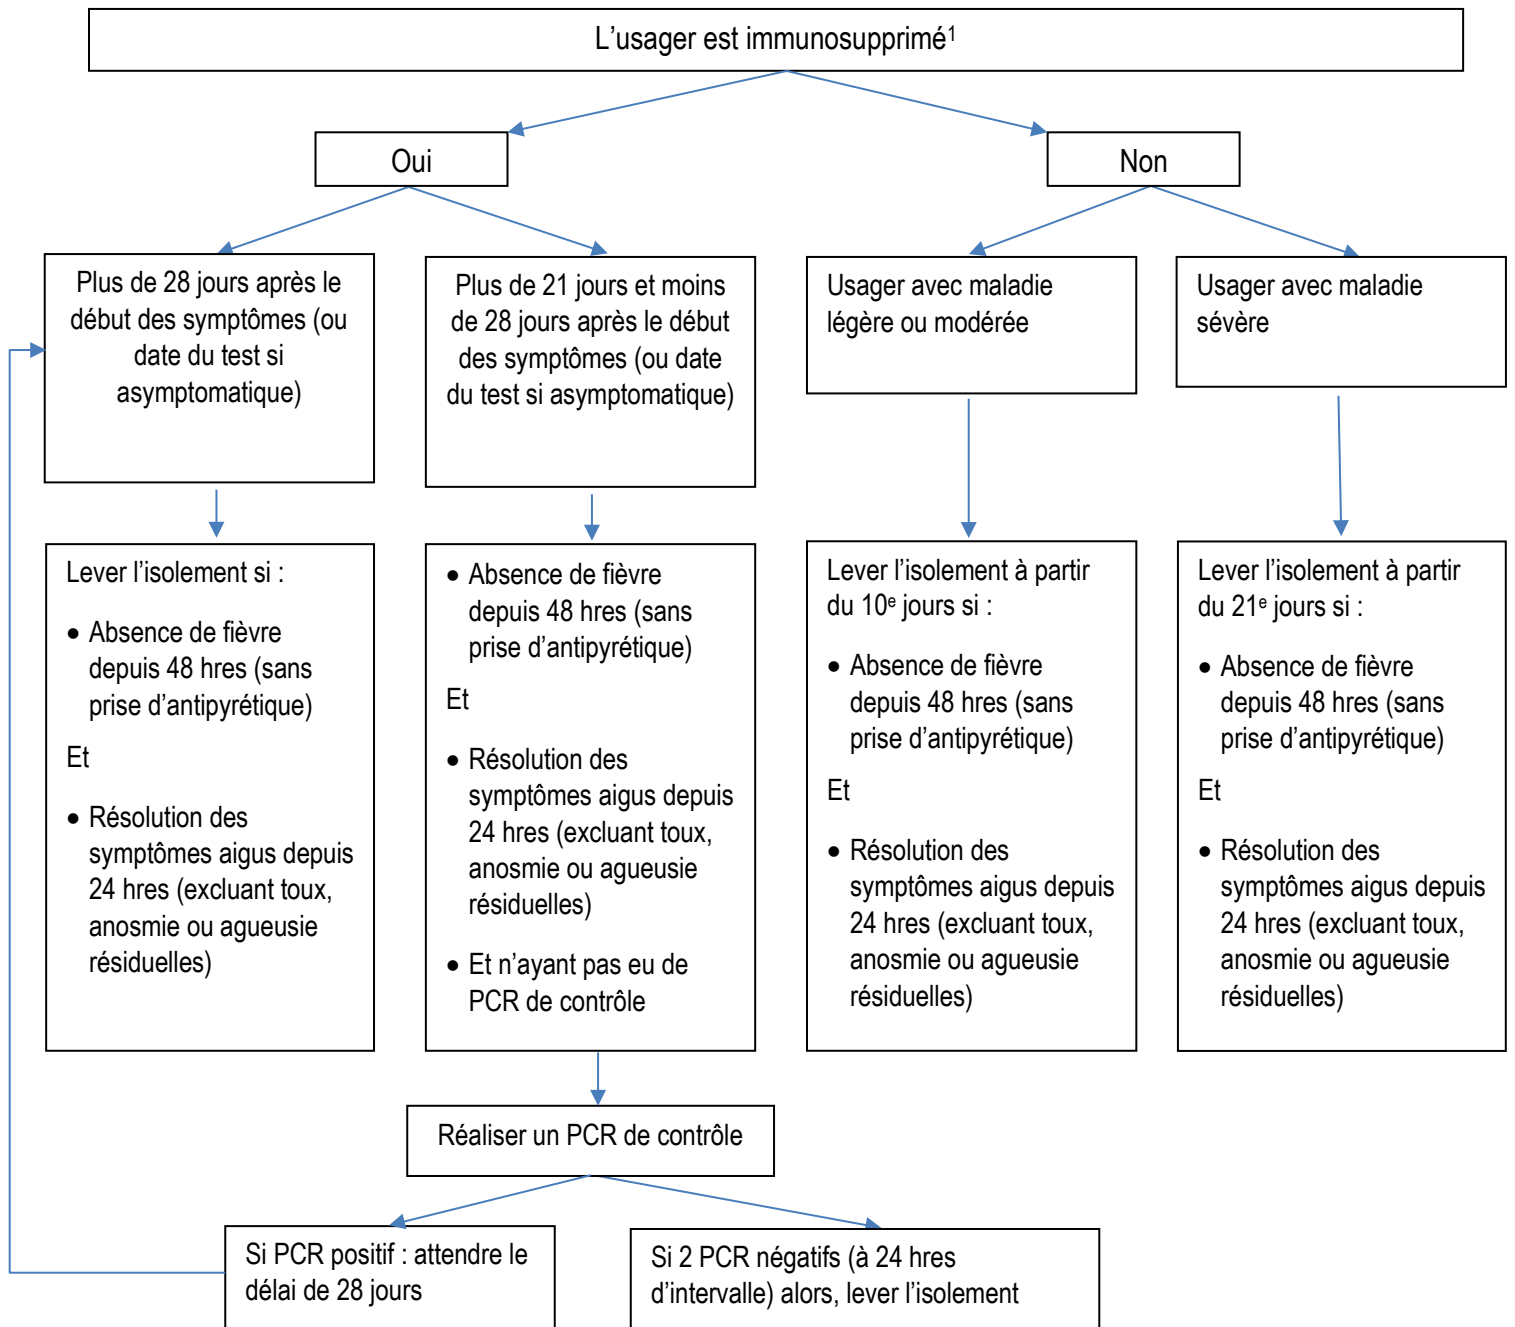 L'usager est immunosupprimé¹
Oui
Non
Plus de 28 jours après le
début des symptômes (ou
date du test si
asymptomatique)
Plus de 21 jours et moins
de 28 jours après le début
des symptômes (ou date
du test si asymptomatique)
Usager avec maladie
légère ou modérée
Usager avec maladie
sévère
Lever l'isolement si :
• Absence de fièvre
depuis 48 hres (sans
prise d'antipyrétique)
Et
• Résolution des
symptômes aigus depuis
24 hres (excluant toux,
anosmie ou agueusie
résiduelles)
• Absence de fièvre
depuis 48 hres (sans
prise d'antipyrétique)
Et
• Résolution des
symptômes aigus depuis
24 hres (excluant toux,
anosmie ou agueusie
résiduelles)
• Et n'ayant pas eu de
PCR de contrôle
Lever l'isolement à partir
du 10ᵉ jours si :
• Absence de fièvre
depuis 48 hres (sans
prise d'antipyrétique)
Et
• Résolution des
symptômes aigus depuis
24 hres (excluant toux,
anosmie ou agueusie
résiduelles)
Lever l'isolement à partir
du 21ᵉ jours si :
• Absence de fièvre
depuis 48 hres (sans
prise d'antipyrétique)
Et
• Résolution des
symptômes aigus depuis
24 hres (excluant toux,
anosmie ou agueusie
résiduelles)
Réaliser un PCR de contrôle
Si PCR positif : attendre le
délai de 28 jours
Si 2 PCR négatifs (à 24 hres
d'intervalle) alors, lever l'isolement